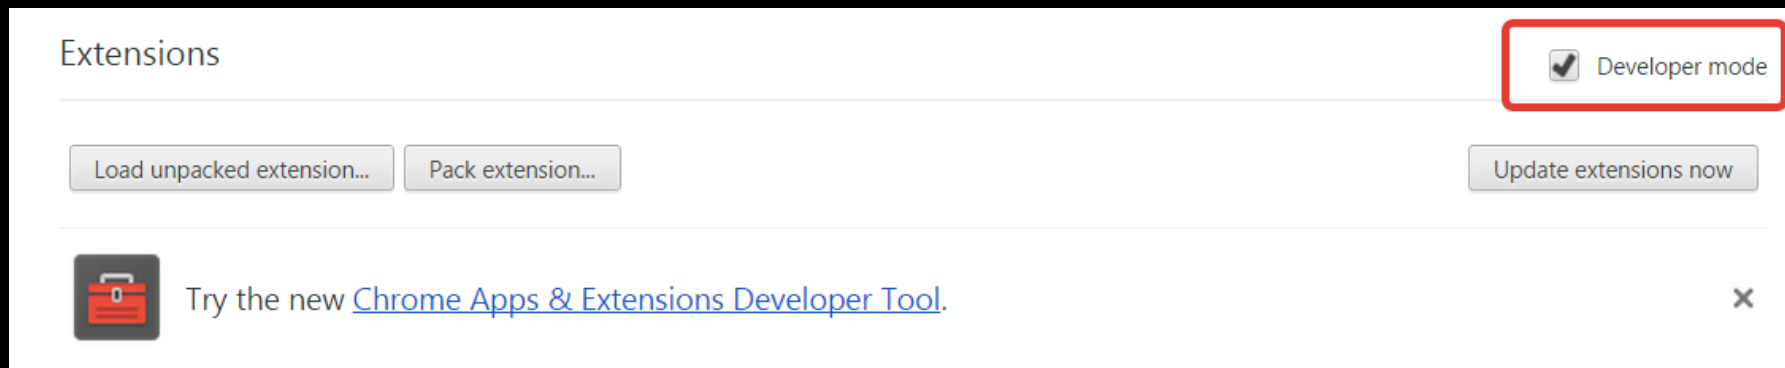 Extensions
Developer mode
Load unpacked extension... Pack extension... Update extensions now
Try the new Chrome Apps & Extensions Developer Tool.